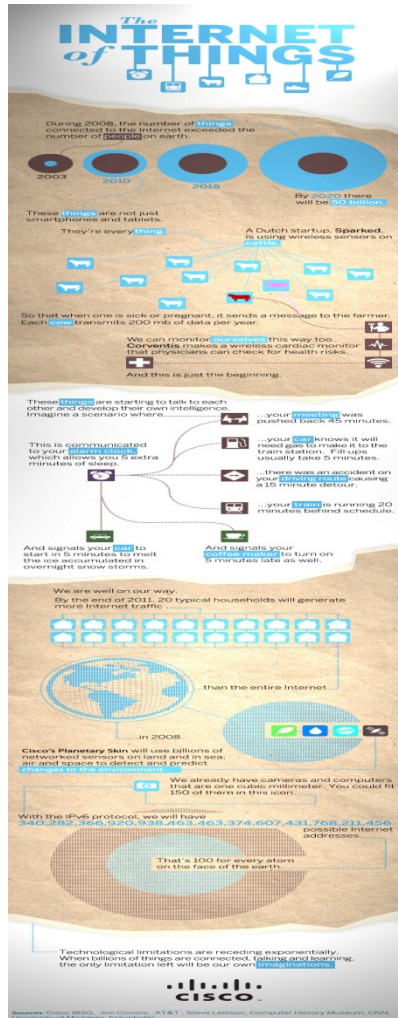 The
INTERNET
of THINGS
During 2008, the number of things
connected to the Internet exceeded the
number of people on earth.
2003
2010
2015
By 2020 there
will be 50 billion.
These things are not just
smartphones and tablets.
They're every thing.
A Dutch startup, Sparked,
is using wireless sensors on
cattle.
So that when one is sick or pregnant, it sends a message to the farmer.
Each cow transmits 200 mb of data per year.
We can monitor ourselves this way too.
Corventis makes a wireless cardiac monitor
that physicians can check for health risks.
And this is just the beginning.
These things are starting to talk to each
other and develop their own intelligence.
Imagine a scenario where...
...your meeting was
pushed back 45 minutes.
...your car knows it will
need gas to make it to the
train station. Fill-ups
usually take 5 minutes.
...there was an accident on
your driving route causing
a 15 minute detour.
...your train is running 20
minutes behind schedule.
This is communicated
to your alarm clock,
which allows you 5 extra
minutes of sleep.
And signals your car to
start in 5 minutes to melt
the ice accumulated in
overnight snow storms.
And signals your
coffee maker to turn on
5 minutes late as well.
We are well on our way.
By the end of 2011, 20 typical households will generate
more Internet traffic
...than the entire Internet...
...in 2008.
Cisco's Planetary Skin will use billions of
networked sensors on land and in sea,
air and space to detect and predict
changes to the environment.
We already have cameras and computers
that are one cubic millimeter. You could fit
150 of them in this icon.
With the IPv6 protocol, we will have
340,282,366,920,938,463,463,374,607,431,768,211,456
possible Internet
addresses.
That's 100 for every atom
on the face of the earth.
Technological limitations are receding exponentially.
When billions of things are connected, talking and learning,
the only limitation left will be our own imaginations.
CISCO
Sources: Cisco IBSG, Jim Cicconi, AT&T, Steve Leibson, Computer History Museum, CNN,